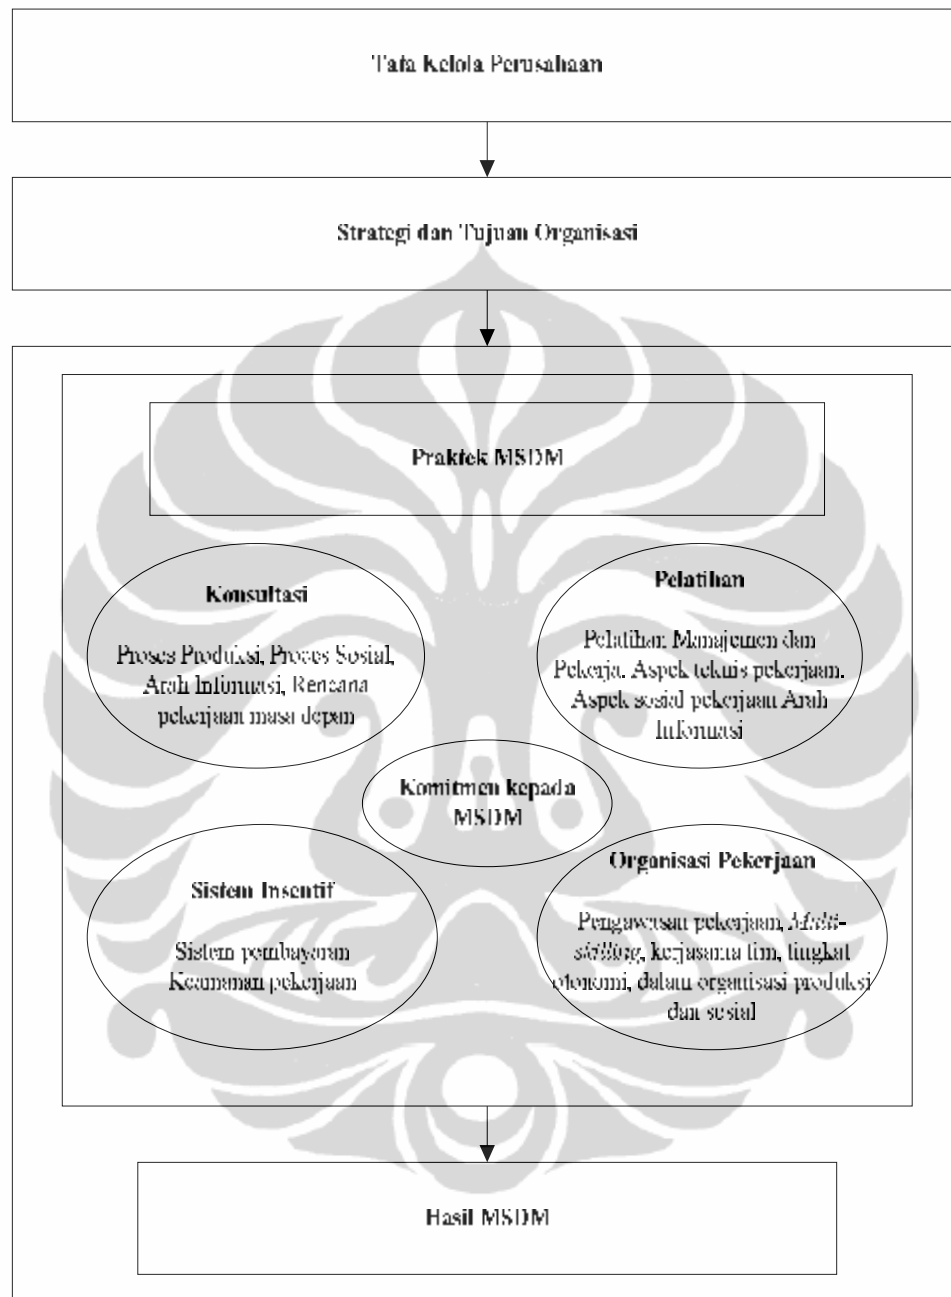 Tata Kelola Perusahaan
Strategi dan Tujuan Organisasi
Praktek MSDM
Konsultasi
Proses Produksi, Proses Sosial,
Arah Informasi, Rencana
pekerjaan masa depan
Pelatihan
Pelatihan Manajemen dan
Pekerja. Aspek teknis pekerjaan.
Aspek sosial pekerjaan Arah
Informasi
Komitmen kepada
MSDM
Sistem Insentif
Sistem pembayaran
Keamanan pekerjaan
Organisasi Pekerjaan
Pengawasan pekerjaan, Multi-
skilling, kerjasama tim, tingkat
otonomi, dalam organisasi produksi
dan sosial
Hasil MSDM